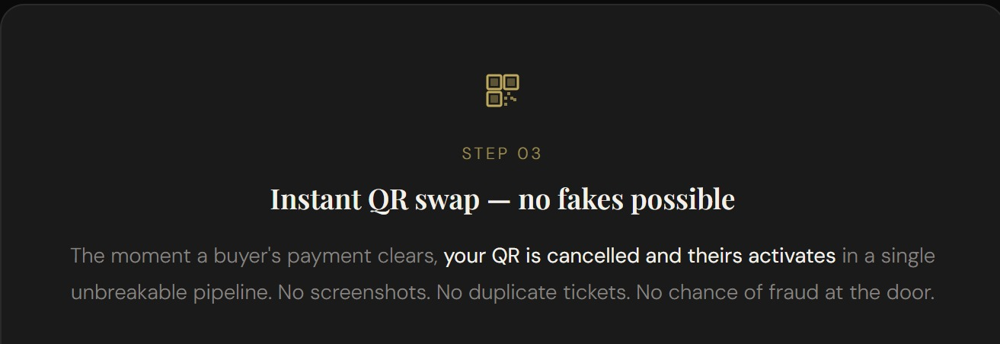 STEP 03
Instant QR swap — no fakes possible
The moment a buyer's payment clears, your QR is cancelled and theirs activates in a single
unbreakable pipeline. No screenshots. No duplicate tickets. No chance of fraud at the door.